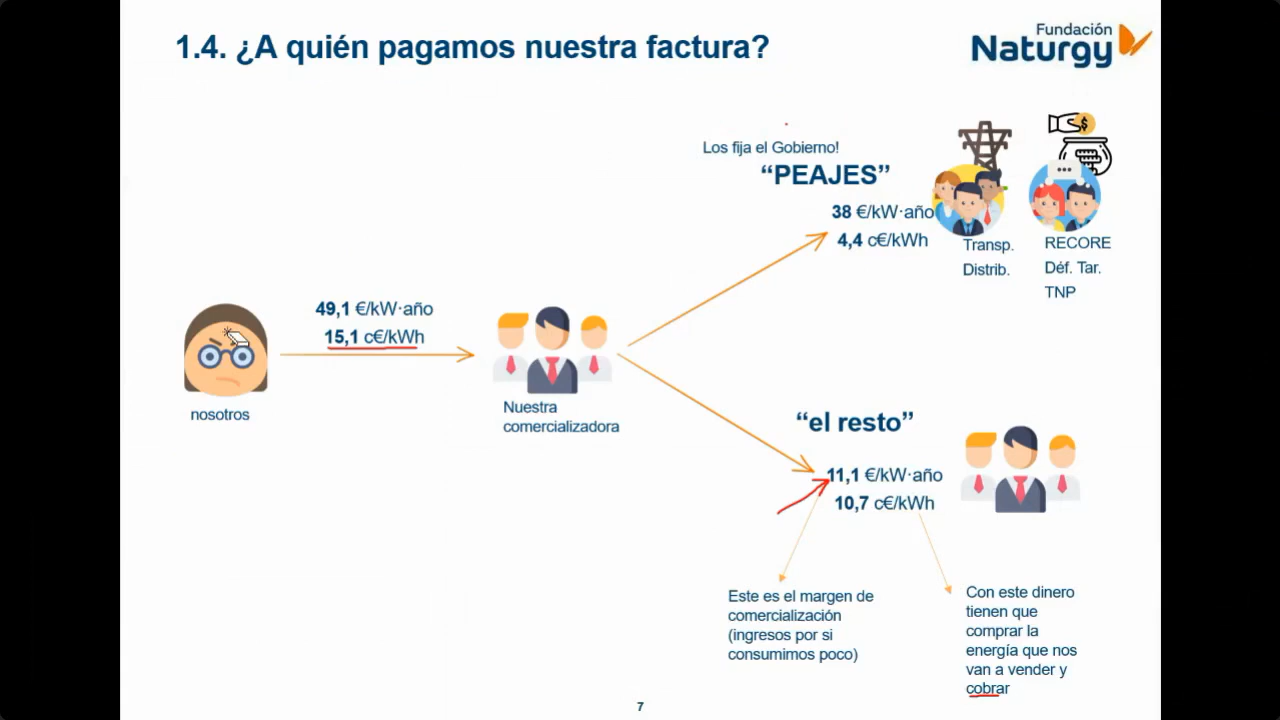 1.4. ¿A quién pagamos nuestra factura?
Fundación
Naturgy
Los fija el Gobierno!
“PEAJES”
38 €/kW·año
4,4 c€/kWh
Transp.
Distrib.
RECORE
Déf. Tar.
TNP
49,1 €/kW·año
15,1 c€/kWh
nosotros
Nuestra
comercializadora
“el resto”
11,1 €/kW·año
10,7 c€/kWh
Este es el margen de
comercialización
(ingresos por si
consumimos poco)
Con este dinero
tienen que
comprar la
energía que nos
van a vender y
cobrar
7